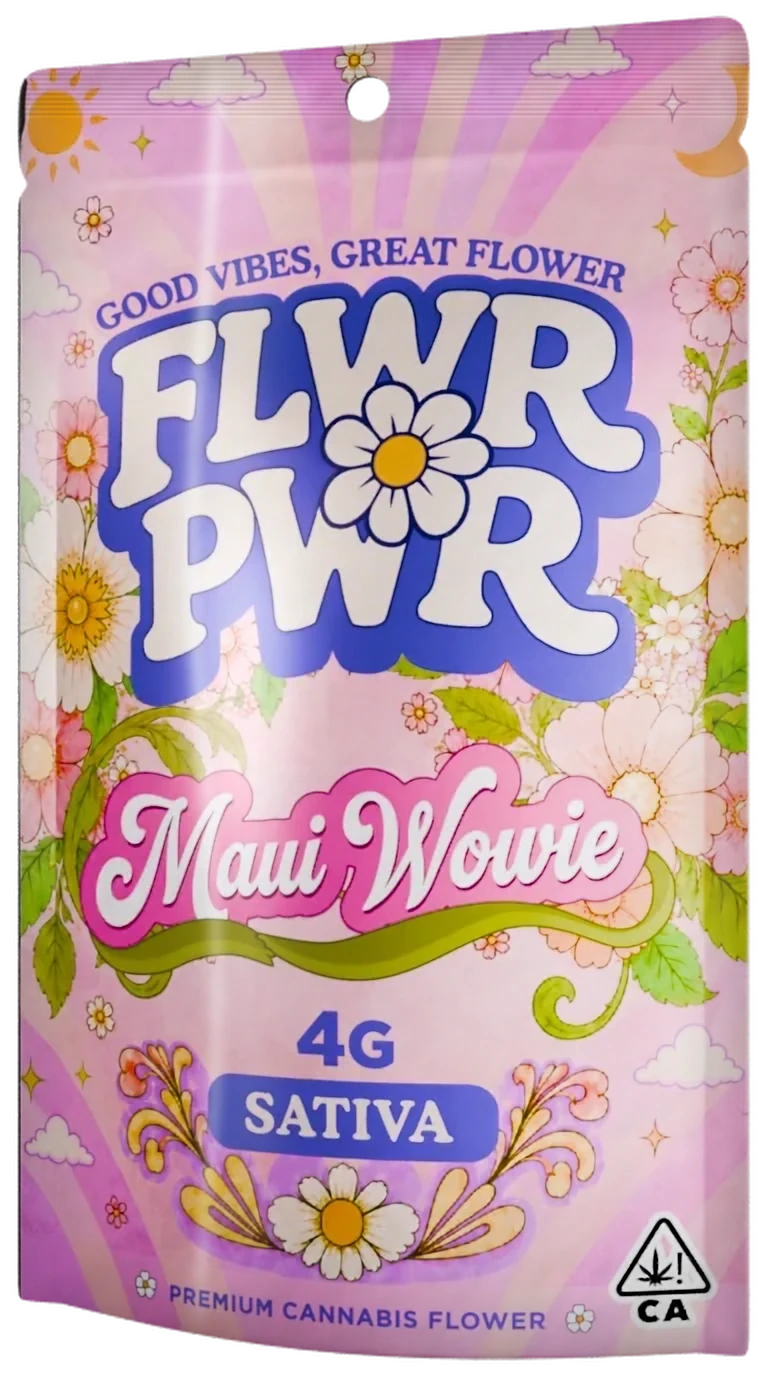 GOOD VIBES, GREAT FLOWER
FLWR
PWR
Maui Wowie
4G
SATIVA
PREMIUM CANNABIS FLOWER
!
CA